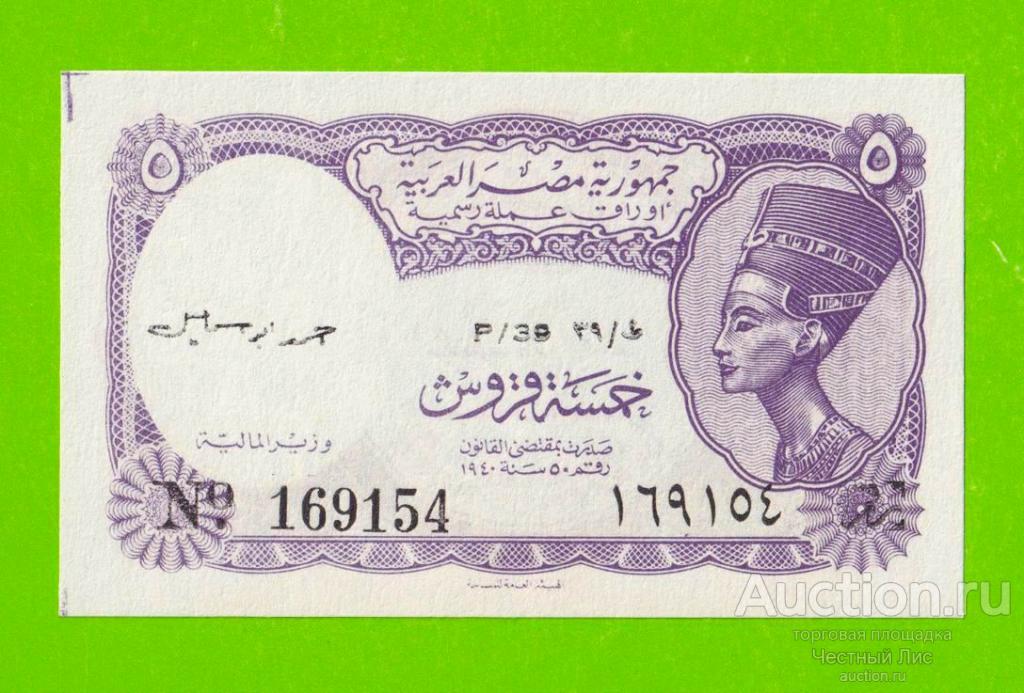 ٥
٥
جمهورية مصر العربية
أوراق عملة رسمية
P/39 ٣٩/ط
خمسة قروش
وزير المالية
صدرت بمقتضى القانون
رقم ٥٠ سنة ١٩٤٠
Nº 169154
١٦٩١٥٤ نمرة
Auction.ru
торговая площадка
Честный Лис
auction.ru